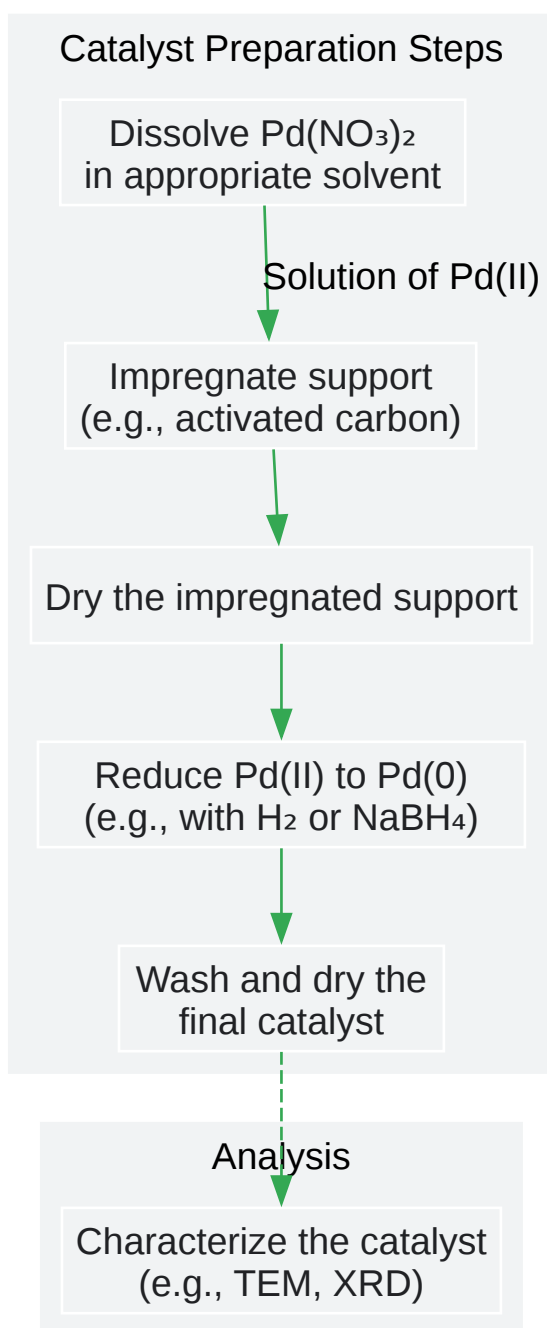 Catalyst Preparation Steps
Dissolve Pd(NO₃)₂
in appropriate solvent
Solution of Pd(II)
Impregnate support
(e.g., activated carbon)
Dry the impregnated support
Reduce Pd(II) to Pd(0)
(e.g., with H₂ or NaBH₄)
Wash and dry the
final catalyst
Analysis
Characterize the catalyst
(e.g., TEM, XRD)